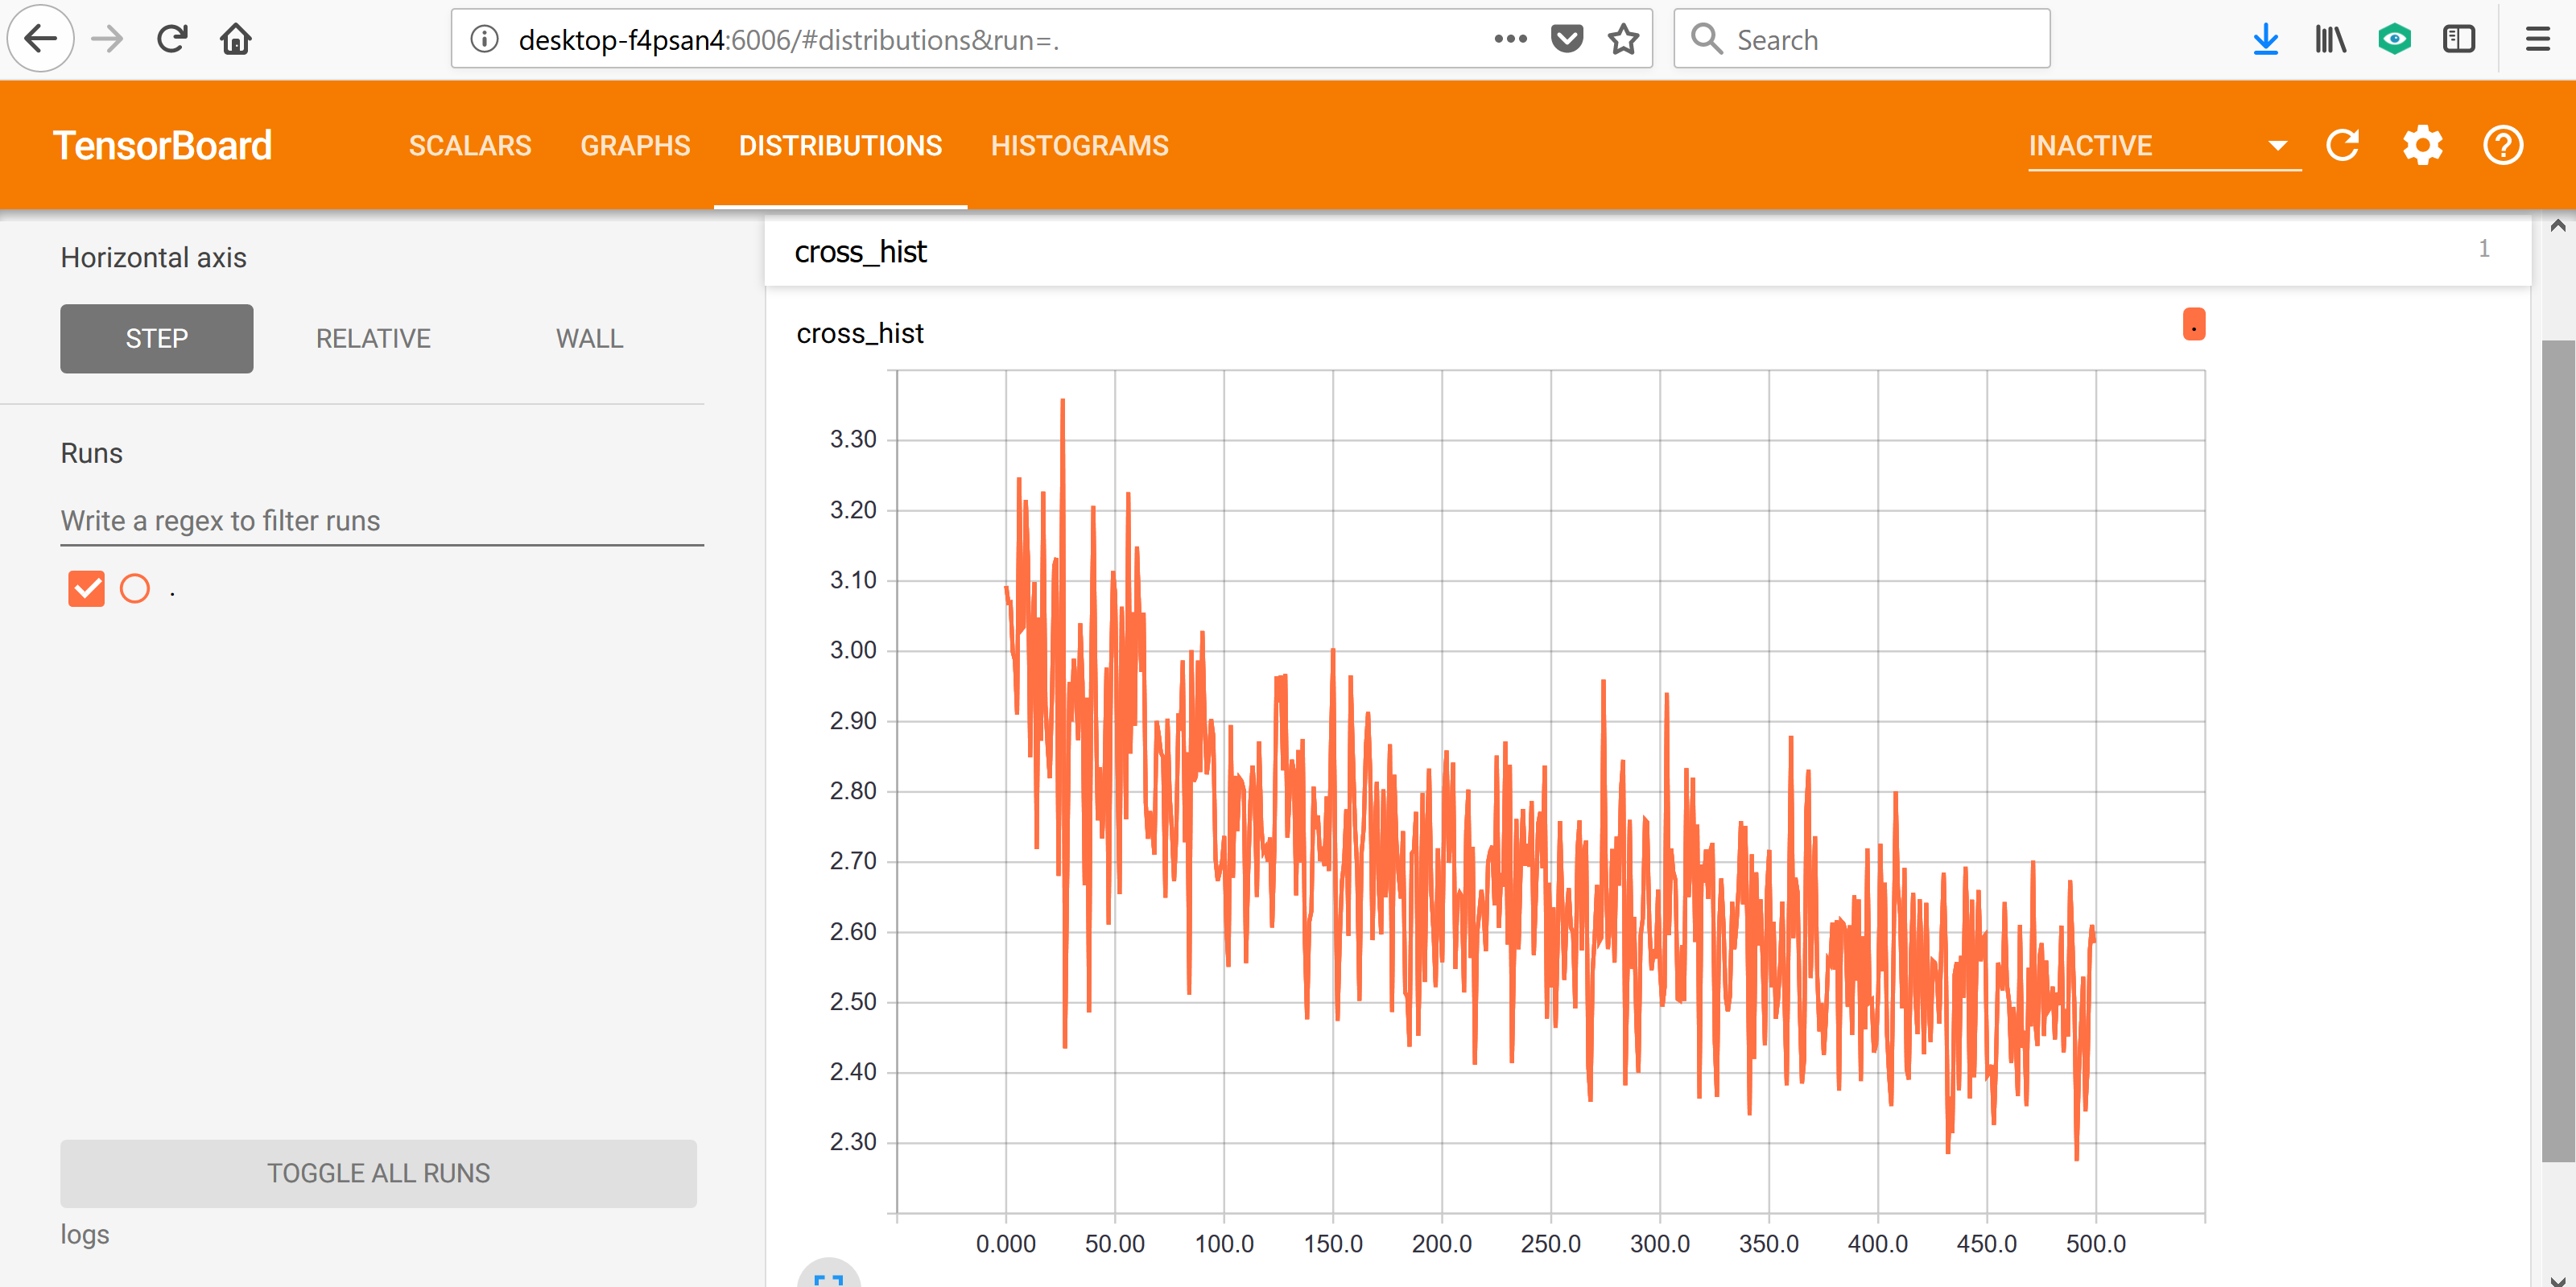 desktop-f4psan4:6006/#distributions&run=.
Search
TensorBoard
SCALARS
GRAPHS
DISTRIBUTIONS
HISTOGRAMS
INACTIVE
Horizontal axis
STEP
RELATIVE
WALL
Runs
Write a regex to filter runs
.
TOGGLE ALL RUNS
logs
cross_hist
1
cross_hist
.
3.30
3.20
3.10
3.00
2.90
2.80
2.70
2.60
2.50
2.40
2.30
0.000
50.00
100.0
150.0
200.0
250.0
300.0
350.0
400.0
450.0
500.0